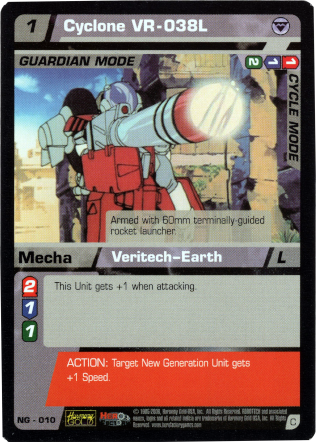 1 Cyclone VR-038L
GUARDIAN MODE
2 1 1
CYCLE MODE
Armed with 60mm terminally-guided
rocket launcher.
Mecha Veritech-Earth L
2
1
1
This Unit gets +1 when attacking.
ACTION: Target New Generation Unit gets
+1 Speed.
NG - 010
Harmony
GOLD
C